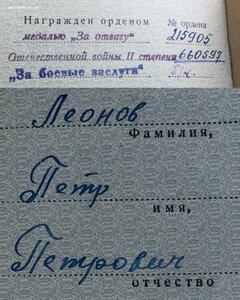 Награжден орденом № ордена
медалью „За отвагу" 215905
Отечественной войны II степени 660597
„За боевые заслуги"
Леонов
Фамилия,
Петр
имя,
Петрович
отчество